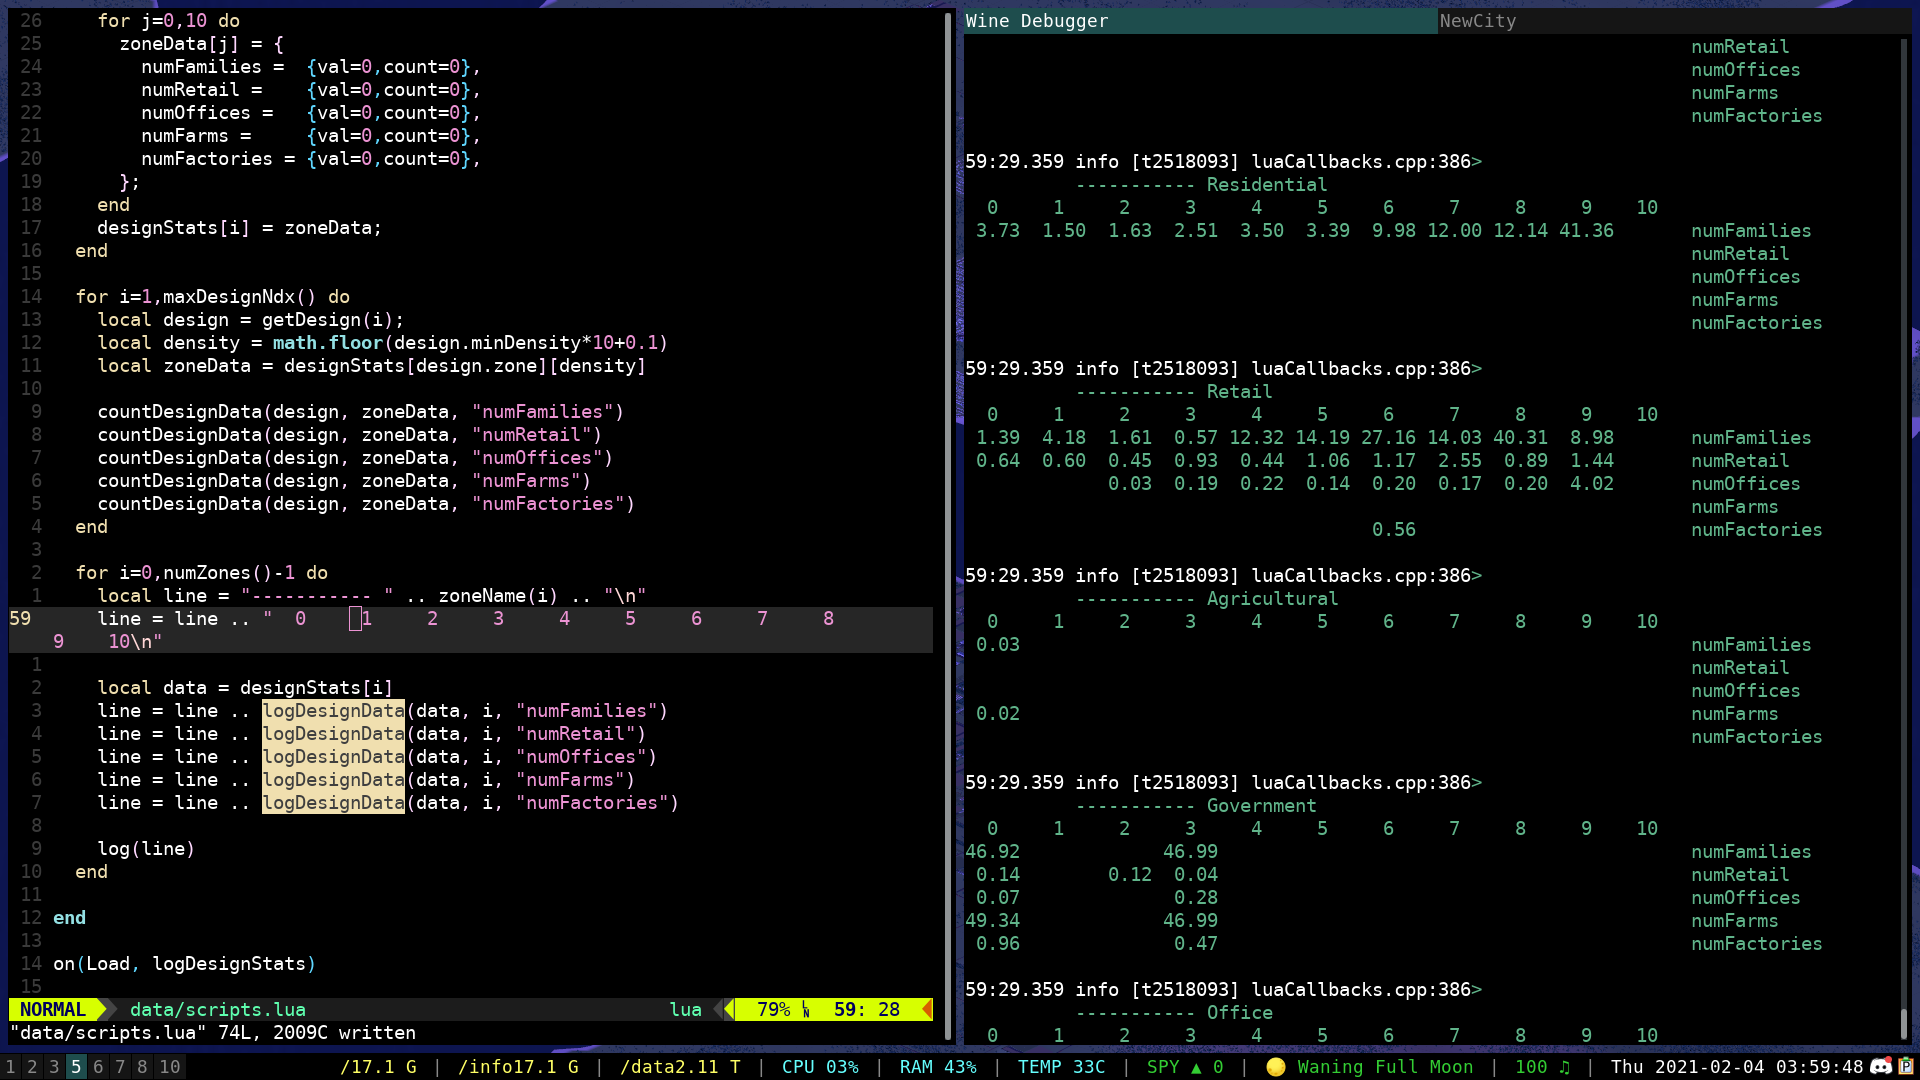 26     for j=0,10 do
25       zoneData[j] = {
24         numFamilies =  {val=0,count=0},
23         numRetail =    {val=0,count=0},
22         numOffices =   {val=0,count=0},
21         numFarms =     {val=0,count=0},
20         numFactories = {val=0,count=0},
19       };
18     end
17     designStats[i] = zoneData;
16   end
15
14   for i=1,maxDesignNdx() do
13     local design = getDesign(i);
12     local density = math.floor(design.minDensity*10+0.1)
11     local zoneData = designStats[design.zone][density]
10
9     countDesignData(design, zoneData, "numFamilies")
8     countDesignData(design, zoneData, "numRetail")
7     countDesignData(design, zoneData, "numOffices")
6     countDesignData(design, zoneData, "numFarms")
5     countDesignData(design, zoneData, "numFactories")
4   end
3
2   for i=0,numZones()-1 do
1     local line = "----------- " .. zoneName(i) .. "\n"
59     line = line .. "  0     1     2     3     4     5     6     7     8
9    10\n"
1
2     local data = designStats[i]
3     line = line .. logDesignData(data, i, "numFamilies")
4     line = line .. logDesignData(data, i, "numRetail")
5     line = line .. logDesignData(data, i, "numOffices")
6     line = line .. logDesignData(data, i, "numFarms")
7     line = line .. logDesignData(data, i, "numFactories")
8
9     log(line)
10   end
11
12 end
13
14 on(Load, logDesignStats)
15
NORMAL data/scripts.lua lua 79% 59: 28
"data/scripts.lua" 74L, 2009C written
Wine Debugger NewCity
numRetail
numOffices
numFarms
numFactories
59:29.359 info [t2518093] luaCallbacks.cpp:386>
----------- Residential
0 1 2 3 4 5 6 7 8 9 10
3.73 1.50 1.63 2.51 3.50 3.39 9.98 12.00 12.14 41.36 numFamilies
numRetail
numOffices
numFarms
numFactories
59:29.359 info [t2518093] luaCallbacks.cpp:386>
----------- Retail
0 1 2 3 4 5 6 7 8 9 10
1.39 4.18 1.61 0.57 12.32 14.19 27.16 14.03 40.31 8.98 numFamilies
0.64 0.60 0.45 0.93 0.44 1.06 1.17 2.55 0.89 1.44 numRetail
0.03 0.19 0.22 0.14 0.20 0.17 0.20 4.02 numOffices
numFarms
0.56 numFactories
59:29.359 info [t2518093] luaCallbacks.cpp:386>
----------- Agricultural
0 1 2 3 4 5 6 7 8 9 10
0.03 numFamilies
numRetail
numOffices
0.02 numFarms
numFactories
59:29.359 info [t2518093] luaCallbacks.cpp:386>
----------- Government
0 1 2 3 4 5 6 7 8 9 10
46.92 46.99 numFamilies
0.14 0.12 0.04 numRetail
0.07 0.28 numOffices
49.34 46.99 numFarms
0.96 0.47 numFactories
59:29.359 info [t2518093] luaCallbacks.cpp:386>
----------- Office
0 1 2 3 4 5 6 7 8 9 10
1 2 3 5 6 7 8 10 /17.1 G | /info17.1 G | /data2.11 T | CPU 03% | RAM 43% | TEMP 33C | SPY ▲ 0 | Waning Full Moon | 100 ♫ | Thu 2021-02-04 03:59:48